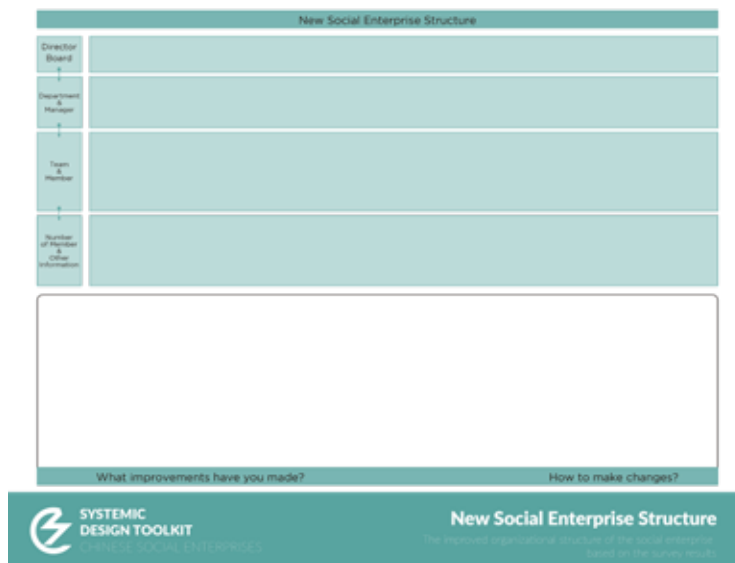 New Social Enterprise Structure
Director
Board
Department
&
Manager
Team
&
Member
Number
of Member
&
Other
Information
What improvements have you made?
How to make changes?
SYSTEMIC
DESIGN TOOLKIT
CHINESE SOCIAL ENTERPRISES
New Social Enterprise Structure
The improved organizational structure of the social enterprise
based on the survey results